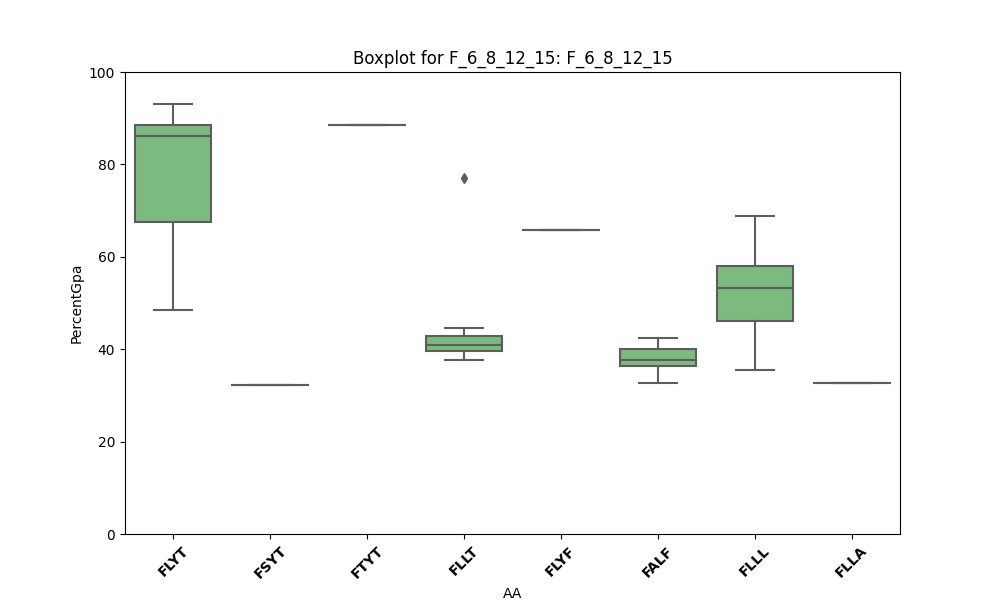 Boxplot for F_6_8_12_15: F_6_8_12_15
100
80
60
40
20
0
PercentGpa
FLYT
FSYT
FTYT
FLLT
FLYF
FALF
FLLL
FLLA
AA